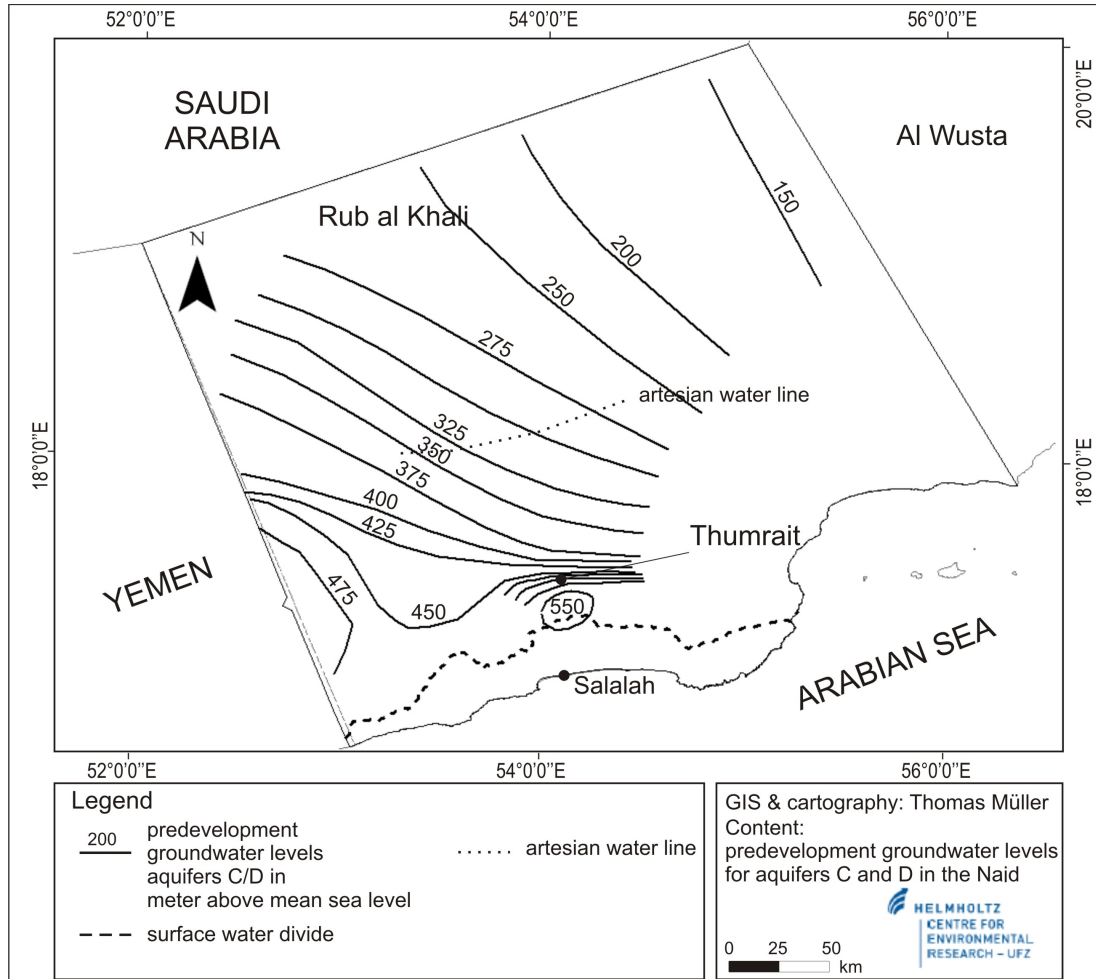 52°0'0"E
54°0'0"E
56°0'0"E
20°0'0"E
SAUDI
ARABIA
Al Wusta
Rub al Khali
N
150
200
250
275
artesian water line
325
350
375
18°0'0"E
18°0'0"E
400
425
Thumrait
YEMEN
475
450
550
ARABIAN SEA
Salalah
52°0'0"E
54°0'0"E
56°0'0"E
Legend
200
predevelopment
groundwater levels
aquifers C/D in
meter above mean sea level
artesian water line
surface water divide
GIS & cartography: Thomas Müller
Content:
predevelopment groundwater levels
for aquifers C and D in the Naid
HELMHOLTZ
CENTRE FOR
ENVIRONMENTAL
RESEARCH – UFZ
0 25 50
km